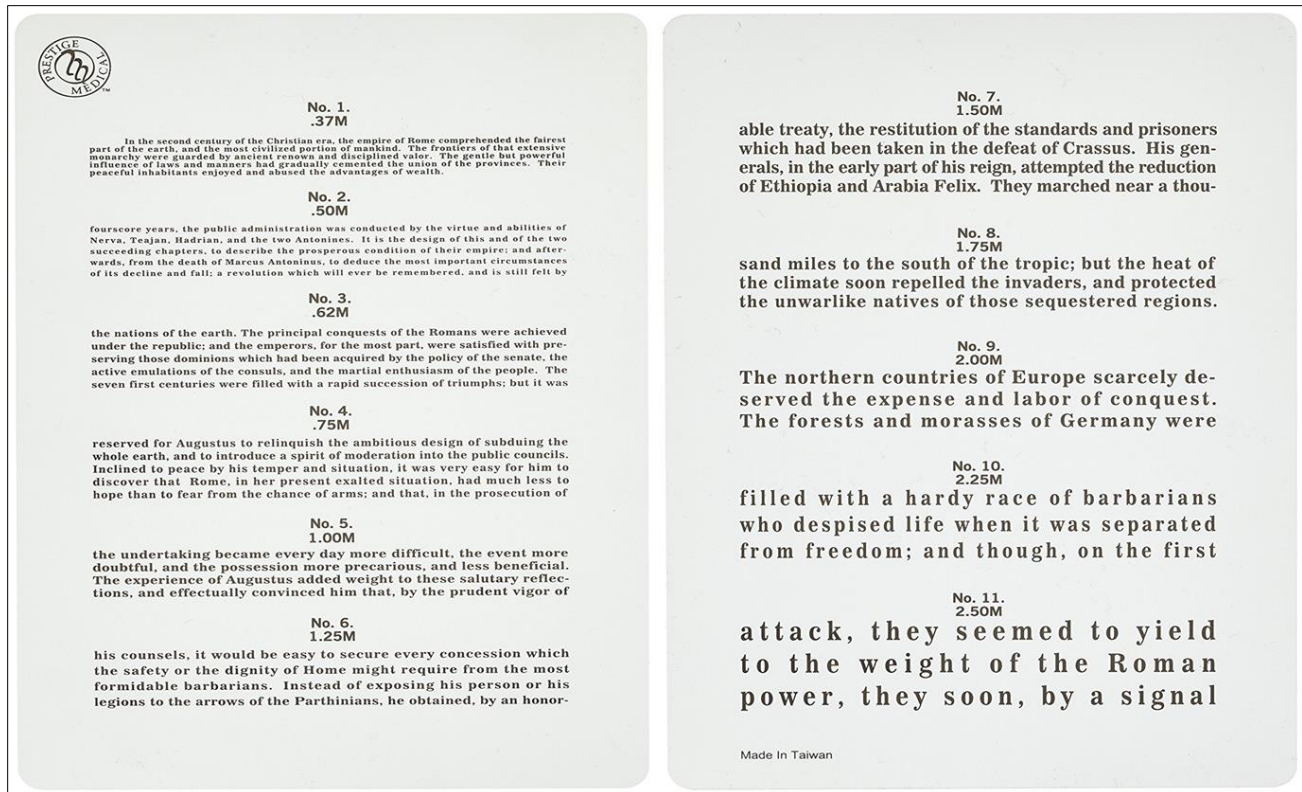 PRESTIGE MEDICAL™
No. 1.
.37M
In the second century of the Christian era, the empire of Rome comprehended the fairest
part of the earth, and the most civilized portion of mankind. The frontiers of that extensive
monarchy were guarded by ancient renown and disciplined valor. The gentle but powerful
influence of laws and manners had gradually cemented the union of the provinces. Their
peaceful inhabitants enjoyed and abused the advantages of wealth.
No. 2.
.50M
fourscore years, the public administration was conducted by the virtue and abilities of
Nerva, Teajan, Hadrian, and the two Antonines. It is the design of this and of the two
succeeding chapters, to describe the prosperous condition of their empire; and after-
wards, from the death of Marcus Antoninus, to deduce the most important circumstances
of its decline and fall; a revolution which will ever be remembered, and is still felt by
No. 3.
.62M
the nations of the earth. The principal conquests of the Romans were achieved
under the republic; and the emperors, for the most part, were satisfied with pre-
serving those dominions which had been acquired by the policy of the senate, the
active emulations of the consuls, and the martial enthusiasm of the people. The
seven first centuries were filled with a rapid succession of triumphs; but it was
No. 4.
.75M
reserved for Augustus to relinquish the ambitious design of subduing the
whole earth, and to introduce a spirit of moderation into the public councils.
Inclined to peace by his temper and situation, it was very easy for him to
discover that Rome, in her present exalted situation, had much less to
hope than to fear from the chance of arms; and that, in the prosecution of
No. 5.
1.00M
the undertaking became every day more difficult, the event more
doubtful, and the possession more precarious, and less beneficial.
The experience of Augustus added weight to these salutary reflec-
tions, and effectually convinced him that, by the prudent vigor of
No. 6.
1.25M
his counsels, it would be easy to secure every concession which
the safety or the dignity of Home might require from the most
formidable barbarians. Instead of exposing his person or his
legions to the arrows of the Parthinians, he obtained, by an honor-
No. 7.
1.50M
able treaty, the restitution of the standards and prisoners
which had been taken in the defeat of Crassus. His gen-
erals, in the early part of his reign, attempted the reduction
of Ethiopia and Arabia Felix. They marched near a thou-
No. 8.
1.75M
sand miles to the south of the tropic; but the heat of
the climate soon repelled the invaders, and protected
the unwarlike natives of those sequestered regions.
No. 9.
2.00M
The northern countries of Europe scarcely de-
served the expense and labor of conquest.
The forests and morasses of Germany were
No. 10.
2.25M
filled with a hardy race of barbarians
who despised life when it was separated
from freedom; and though, on the first
No. 11.
2.50M
attack, they seemed to yield
to the weight of the Roman
power, they soon, by a signal
Made In Taiwan